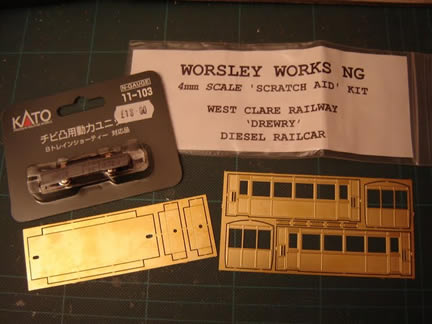 WORSLEY WORKS NG
4mm SCALE 'SCRATCH AID' KIT
WEST CLARE RAILWAY
'DREWRY'
DIESEL RAILCAR
N-GAUGE
11-103
£18.00
KATO
チビ凸用動力ユニット
Bトレインショーティー 対応品